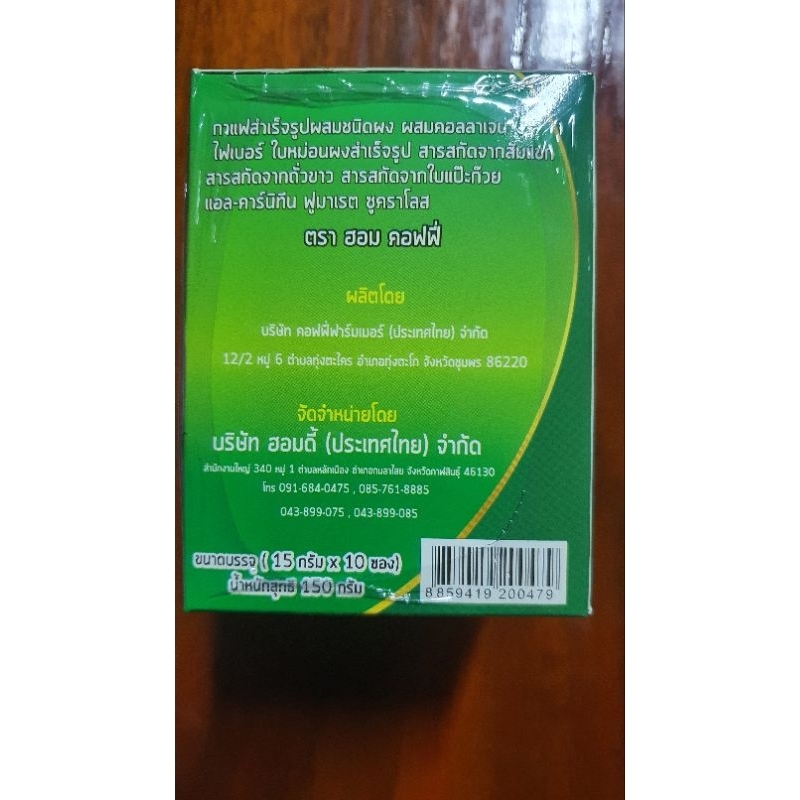 กาแฟสำเร็จรูปผสมชนิดผง ผสมคอลลาเจน
ไฟเบอร์ ใบหม่อนผงสำเร็จรูป สารสกัดจากส้มแขก
สารสกัดจากถั่วขาว สารสกัดจากใบแป๊ะก๊วย
แอล-คาร์นิทีน ฟูมาเรต ซูคราโลส
ตรา ฮอม คอฟฟี่
ผลิตโดย
บริษัท คอฟฟี่ฟาร์มเมอร์ (ประเทศไทย) จำกัด
12/2 หมู่ 6 ตำบลทุ่งตะไคร อำเภอทุ่งตะโก จังหวัดชุมพร 86220
จัดจำหน่ายโดย
บริษัท ฮอมดี้ (ประเทศไทย) จำกัด
สำนักงานใหญ่ 340 หมู่ 1 ตำบลหลักเมือง อำเภอกมลาไสย จังหวัดกาฬสินธุ์ 46130
โทร 091-684-0475 , 085-761-8885
043-899-075 , 043-899-085
ขนาดบรรจุ ( 15 กรัม x 10 ซอง)
น้ำหนักสุทธิ 150 กรัม
8 859419 200479